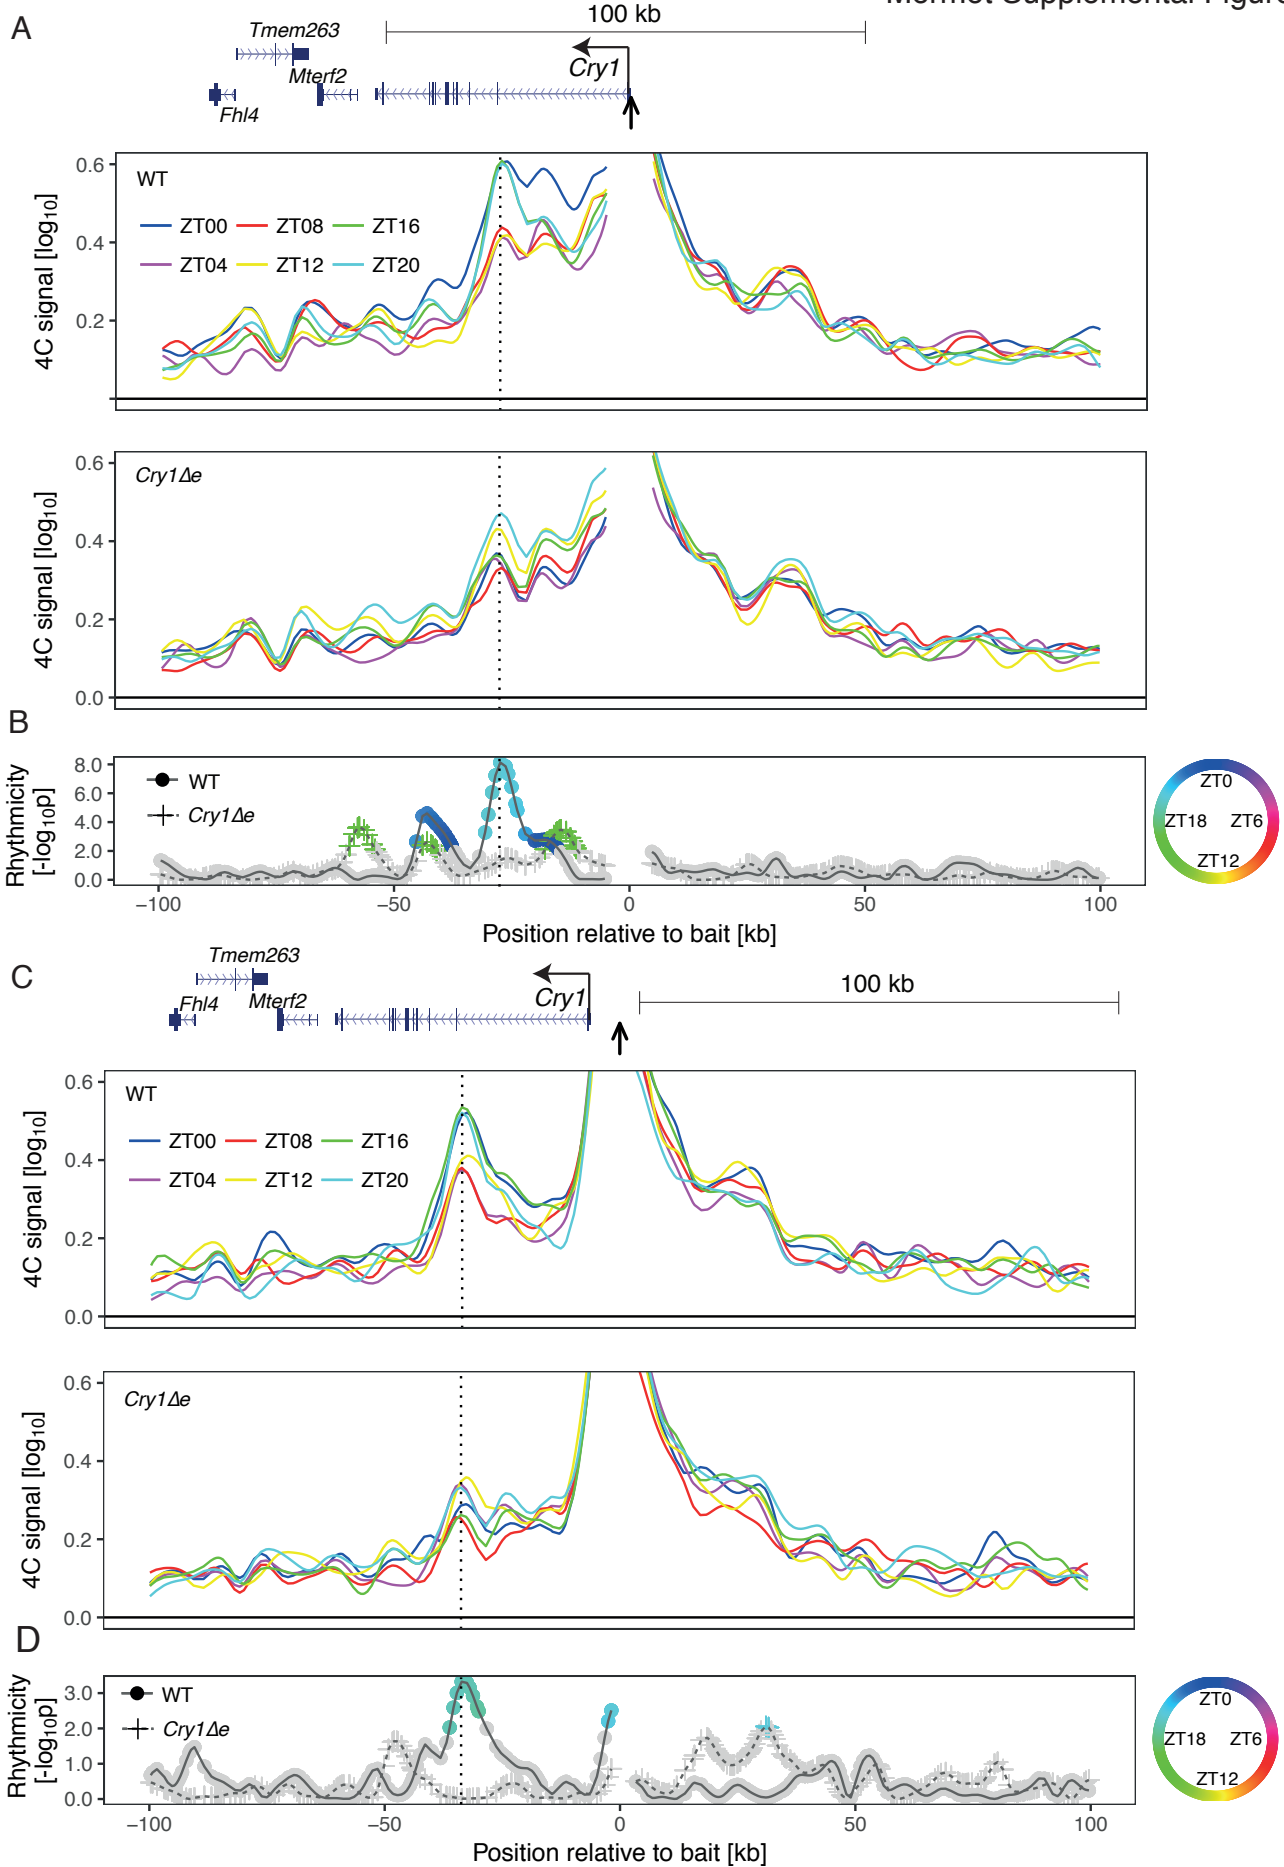 Mermet Supplemental Figure
A
100 kb
Tmem263
Mterf2
Cry1
Fhl4
WT
ZT00 ZT08 ZT16
ZT04 ZT12 ZT20
4C signal [log10]
0.6
0.4
0.2
Cry1Δe
4C signal [log10]
0.6
0.4
0.2
0.0
B
Rhythmicity
[-log10p]
8.0
6.0
4.0
2.0
0.0
WT
Cry1Δe
−100 −50 0 50 100
Position relative to bait [kb]
ZT0
ZT18 ZT6
ZT12
C
Tmem263
Fhl4 Mterf2
Cry1
100 kb
WT
ZT00 ZT08 ZT16
ZT04 ZT12 ZT20
4C signal [log10]
0.6
0.4
0.2
0.0
Cry1Δe
4C signal [log10]
0.6
0.4
0.2
0.0
D
Rhythmicity
[-log10p]
3.0
2.0
1.0
0.0
WT
Cry1Δe
−100 −50 0 50 100
Position relative to bait [kb]
ZT0
ZT18 ZT6
ZT12